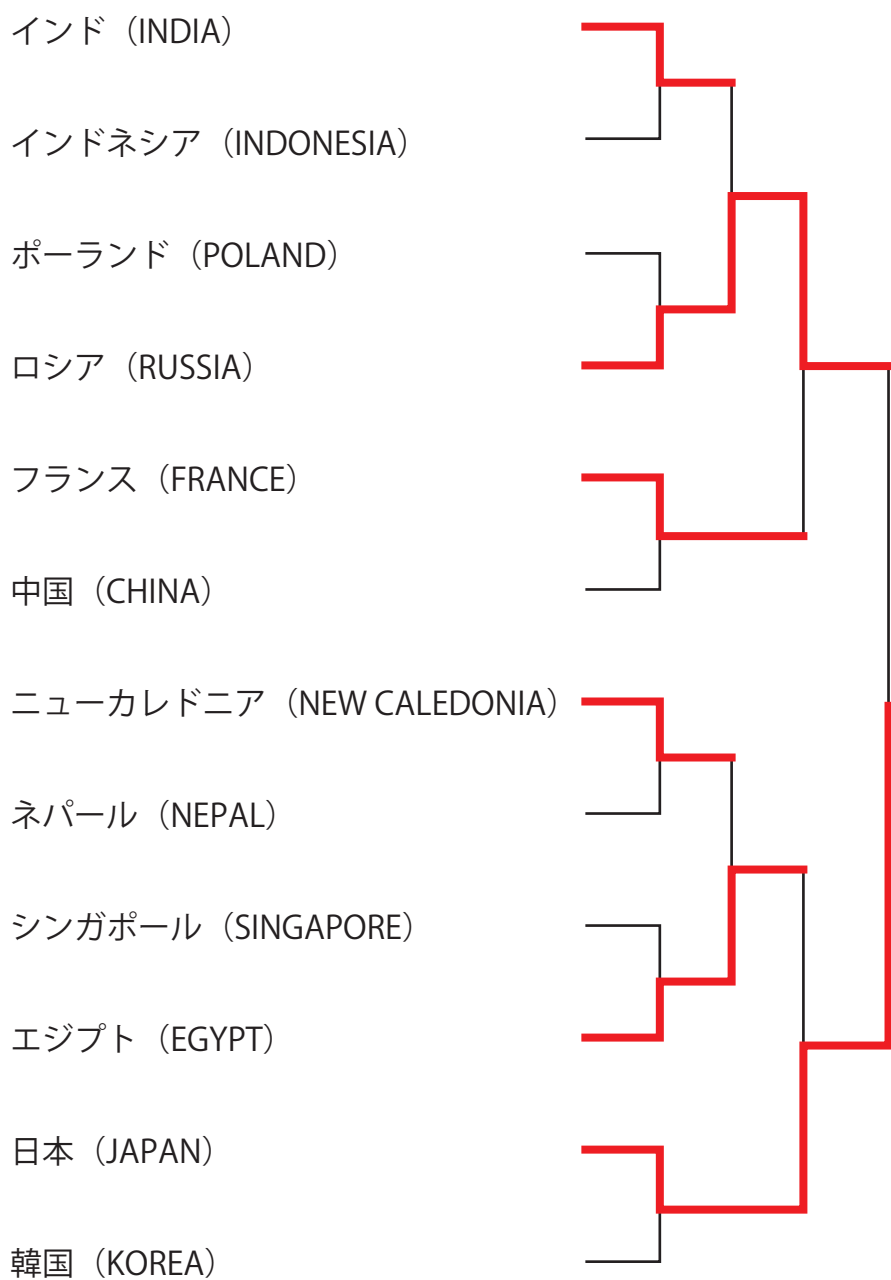 インド（INDIA）
インドネシア（INDONESIA）
ポーランド（POLAND）
ロシア（RUSSIA）
フランス（FRANCE）
中国（CHINA）
ニューカレドニア（NEW CALEDONIA）
ネパール（NEPAL）
シンガポール（SINGAPORE）
エジプト（EGYPT）
日本（JAPAN）
韓国（KOREA）